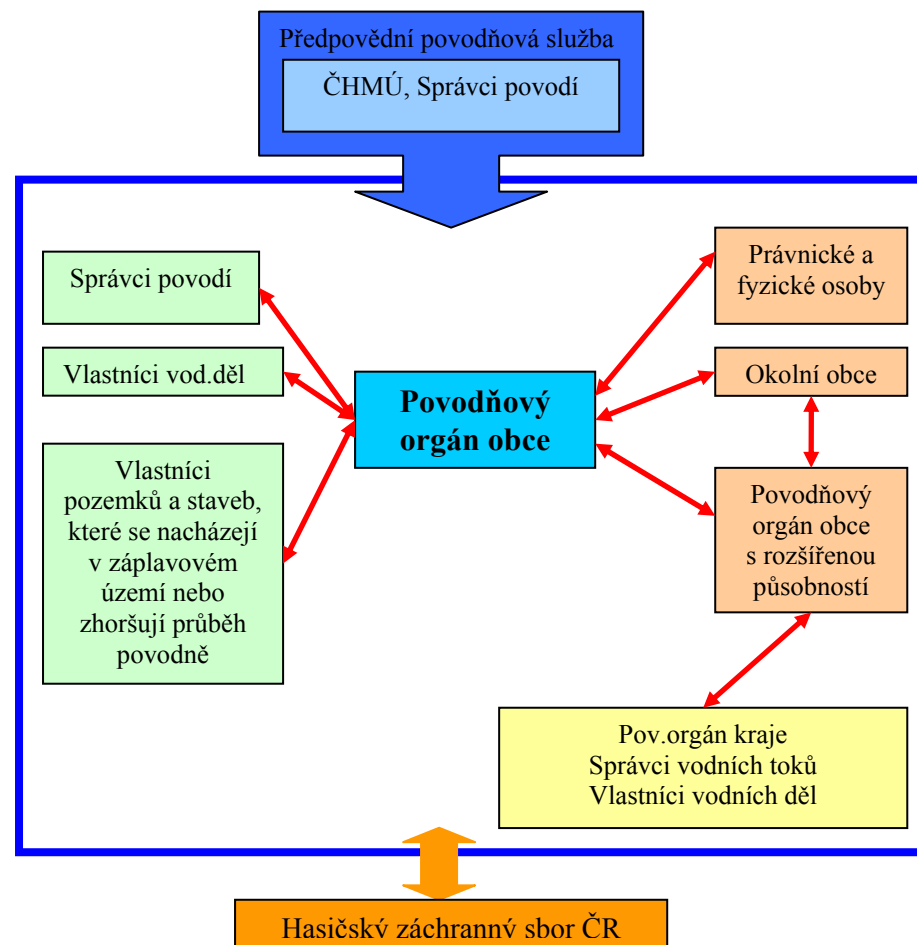 Předpovědní povodňová služba
ČHMÚ, Správci povodí
Správci povodí
Vlastníci vod.děl
Vlastníci
pozemků a staveb,
které se nacházejí
v záplavovém
území nebo
zhoršují průběh
povodně
Povodňový
orgán obce
Právnické a
fyzické osoby
Okolní obce
Povodňový
orgán obce
s rozšířenou
působností
Pov.orgán kraje
Správci vodních toků
Vlastníci vodních děl
Hasičský záchranný sbor ČR